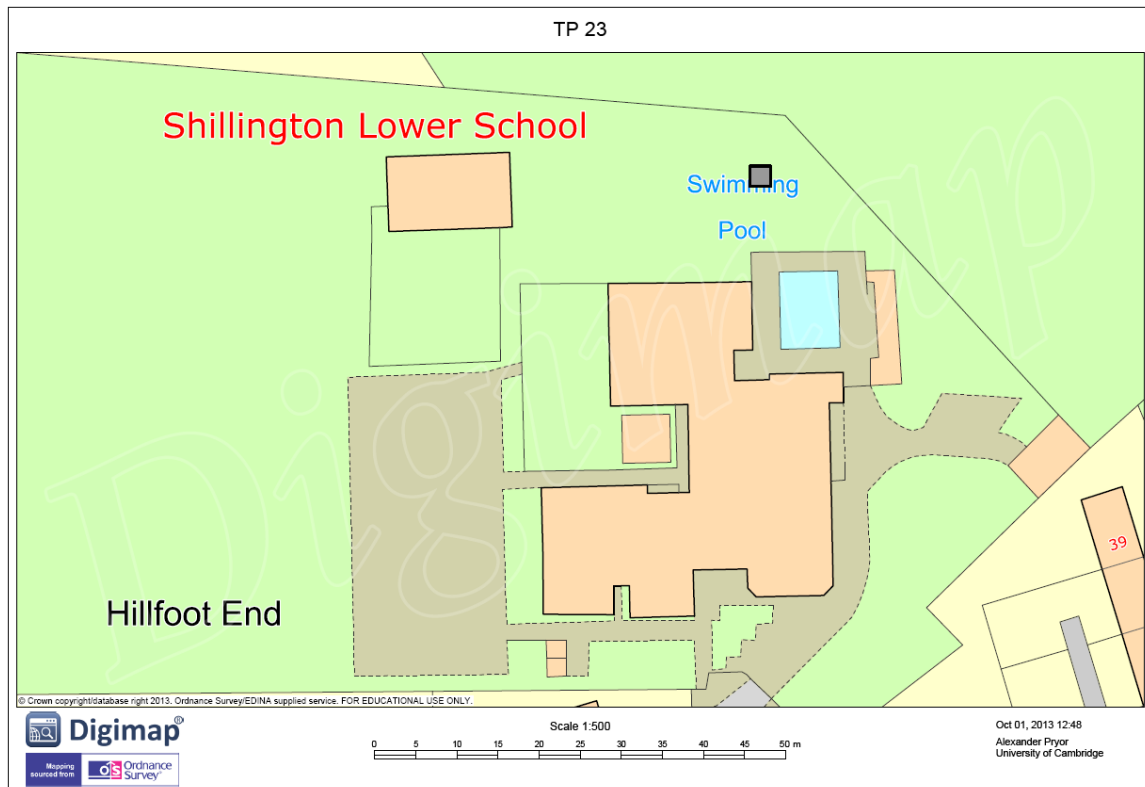 TP 23
Shillington Lower School
Swimming
Pool
39
Hillfoot End
Digimap
© Crown copyright/database right 2013. Ordnance Survey/EDINA supplied service. FOR EDUCATIONAL USE ONLY.
Digimap®
Mapping
sourced from
OS Ordnance
Survey
Scale 1:500
0 5 10 15 20 25 30 35 40 45 50 m
Oct 01, 2013 12:48
Alexander Pryor
University of Cambridge